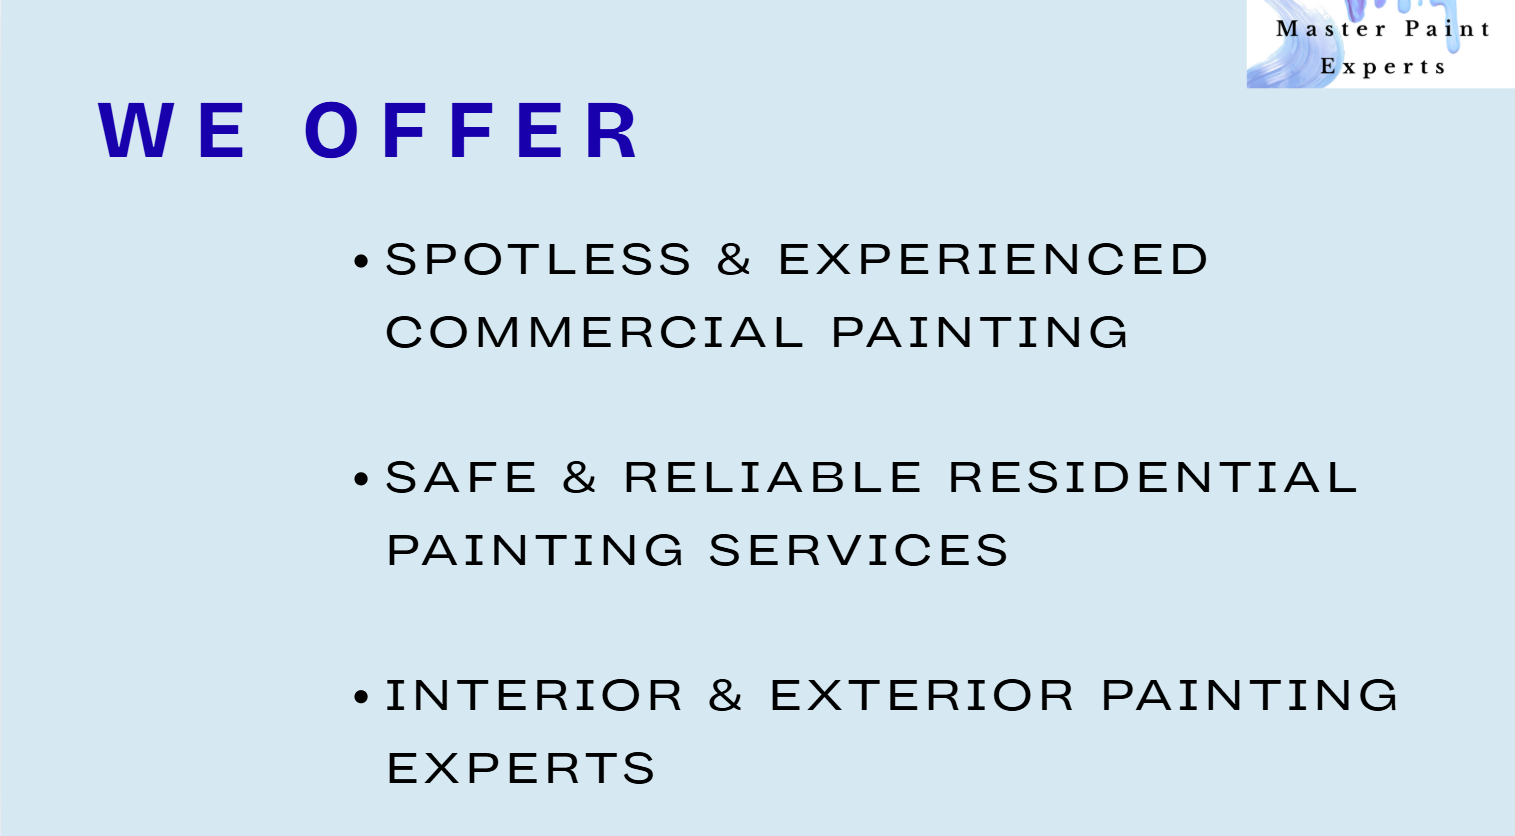 Master Paint
Experts
WE OFFER
• SPOTLESS & EXPERIENCED
COMMERCIAL PAINTING
• SAFE & RELIABLE RESIDENTIAL
PAINTING SERVICES
• INTERIOR & EXTERIOR PAINTING
EXPERTS